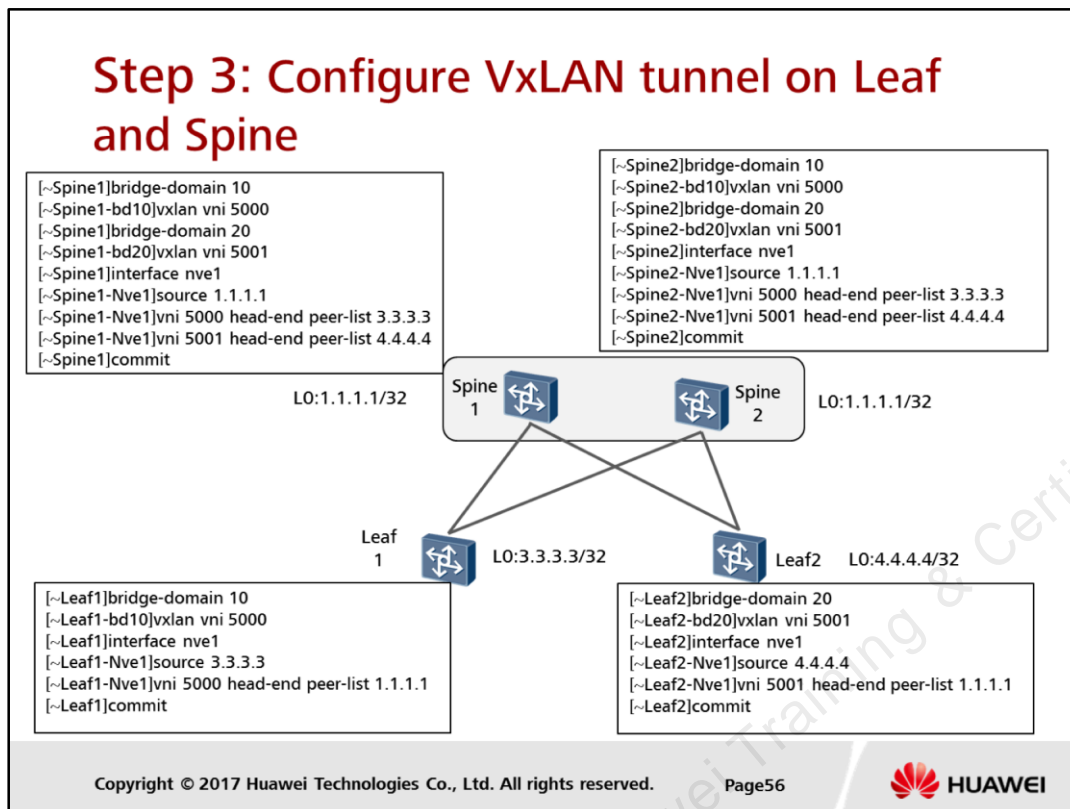 Step 3: Configure VxLAN tunnel on Leaf
and Spine
[~Spine1]bridge-domain 10
[~Spine1-bd10]vxlan vni 5000
[~Spine1]bridge-domain 20
[~Spine1-bd20]vxlan vni 5001
[~Spine1]interface nve1
[~Spine1-Nve1]source 1.1.1.1
[~Spine1-Nve1]vni 5000 head-end peer-list 3.3.3.3
[~Spine1-Nve1]vni 5001 head-end peer-list 4.4.4.4
[~Spine1]commit
[~Spine2]bridge-domain 10
[~Spine2-bd10]vxlan vni 5000
[~Spine2]bridge-domain 20
[~Spine2-bd20]vxlan vni 5001
[~Spine2]interface nve1
[~Spine2-Nve1]source 1.1.1.1
[~Spine2-Nve1]vni 5000 head-end peer-list 3.3.3.3
[~Spine2-Nve1]vni 5001 head-end peer-list 4.4.4.4
[~Spine2]commit
L0:1.1.1.1/32
Spine
1
Spine
2
L0:1.1.1.1/32
Leaf
1
L0:3.3.3.3/32
Leaf2
L0:4.4.4.4/32
[~Leaf1]bridge-domain 10
[~Leaf1-bd10]vxlan vni 5000
[~Leaf1]interface nve1
[~Leaf1-Nve1]source 3.3.3.3
[~Leaf1-Nve1]vni 5000 head-end peer-list 1.1.1.1
[~Leaf1]commit
[~Leaf2]bridge-domain 20
[~Leaf2-bd20]vxlan vni 5001
[~Leaf2]interface nve1
[~Leaf2-Nve1]source 4.4.4.4
[~Leaf2-Nve1]vni 5001 head-end peer-list 1.1.1.1
[~Leaf2]commit
Training &
Copyright © 2017 Huawei Technologies Co., Ltd. All rights reserved.
Page56
HUAWEI